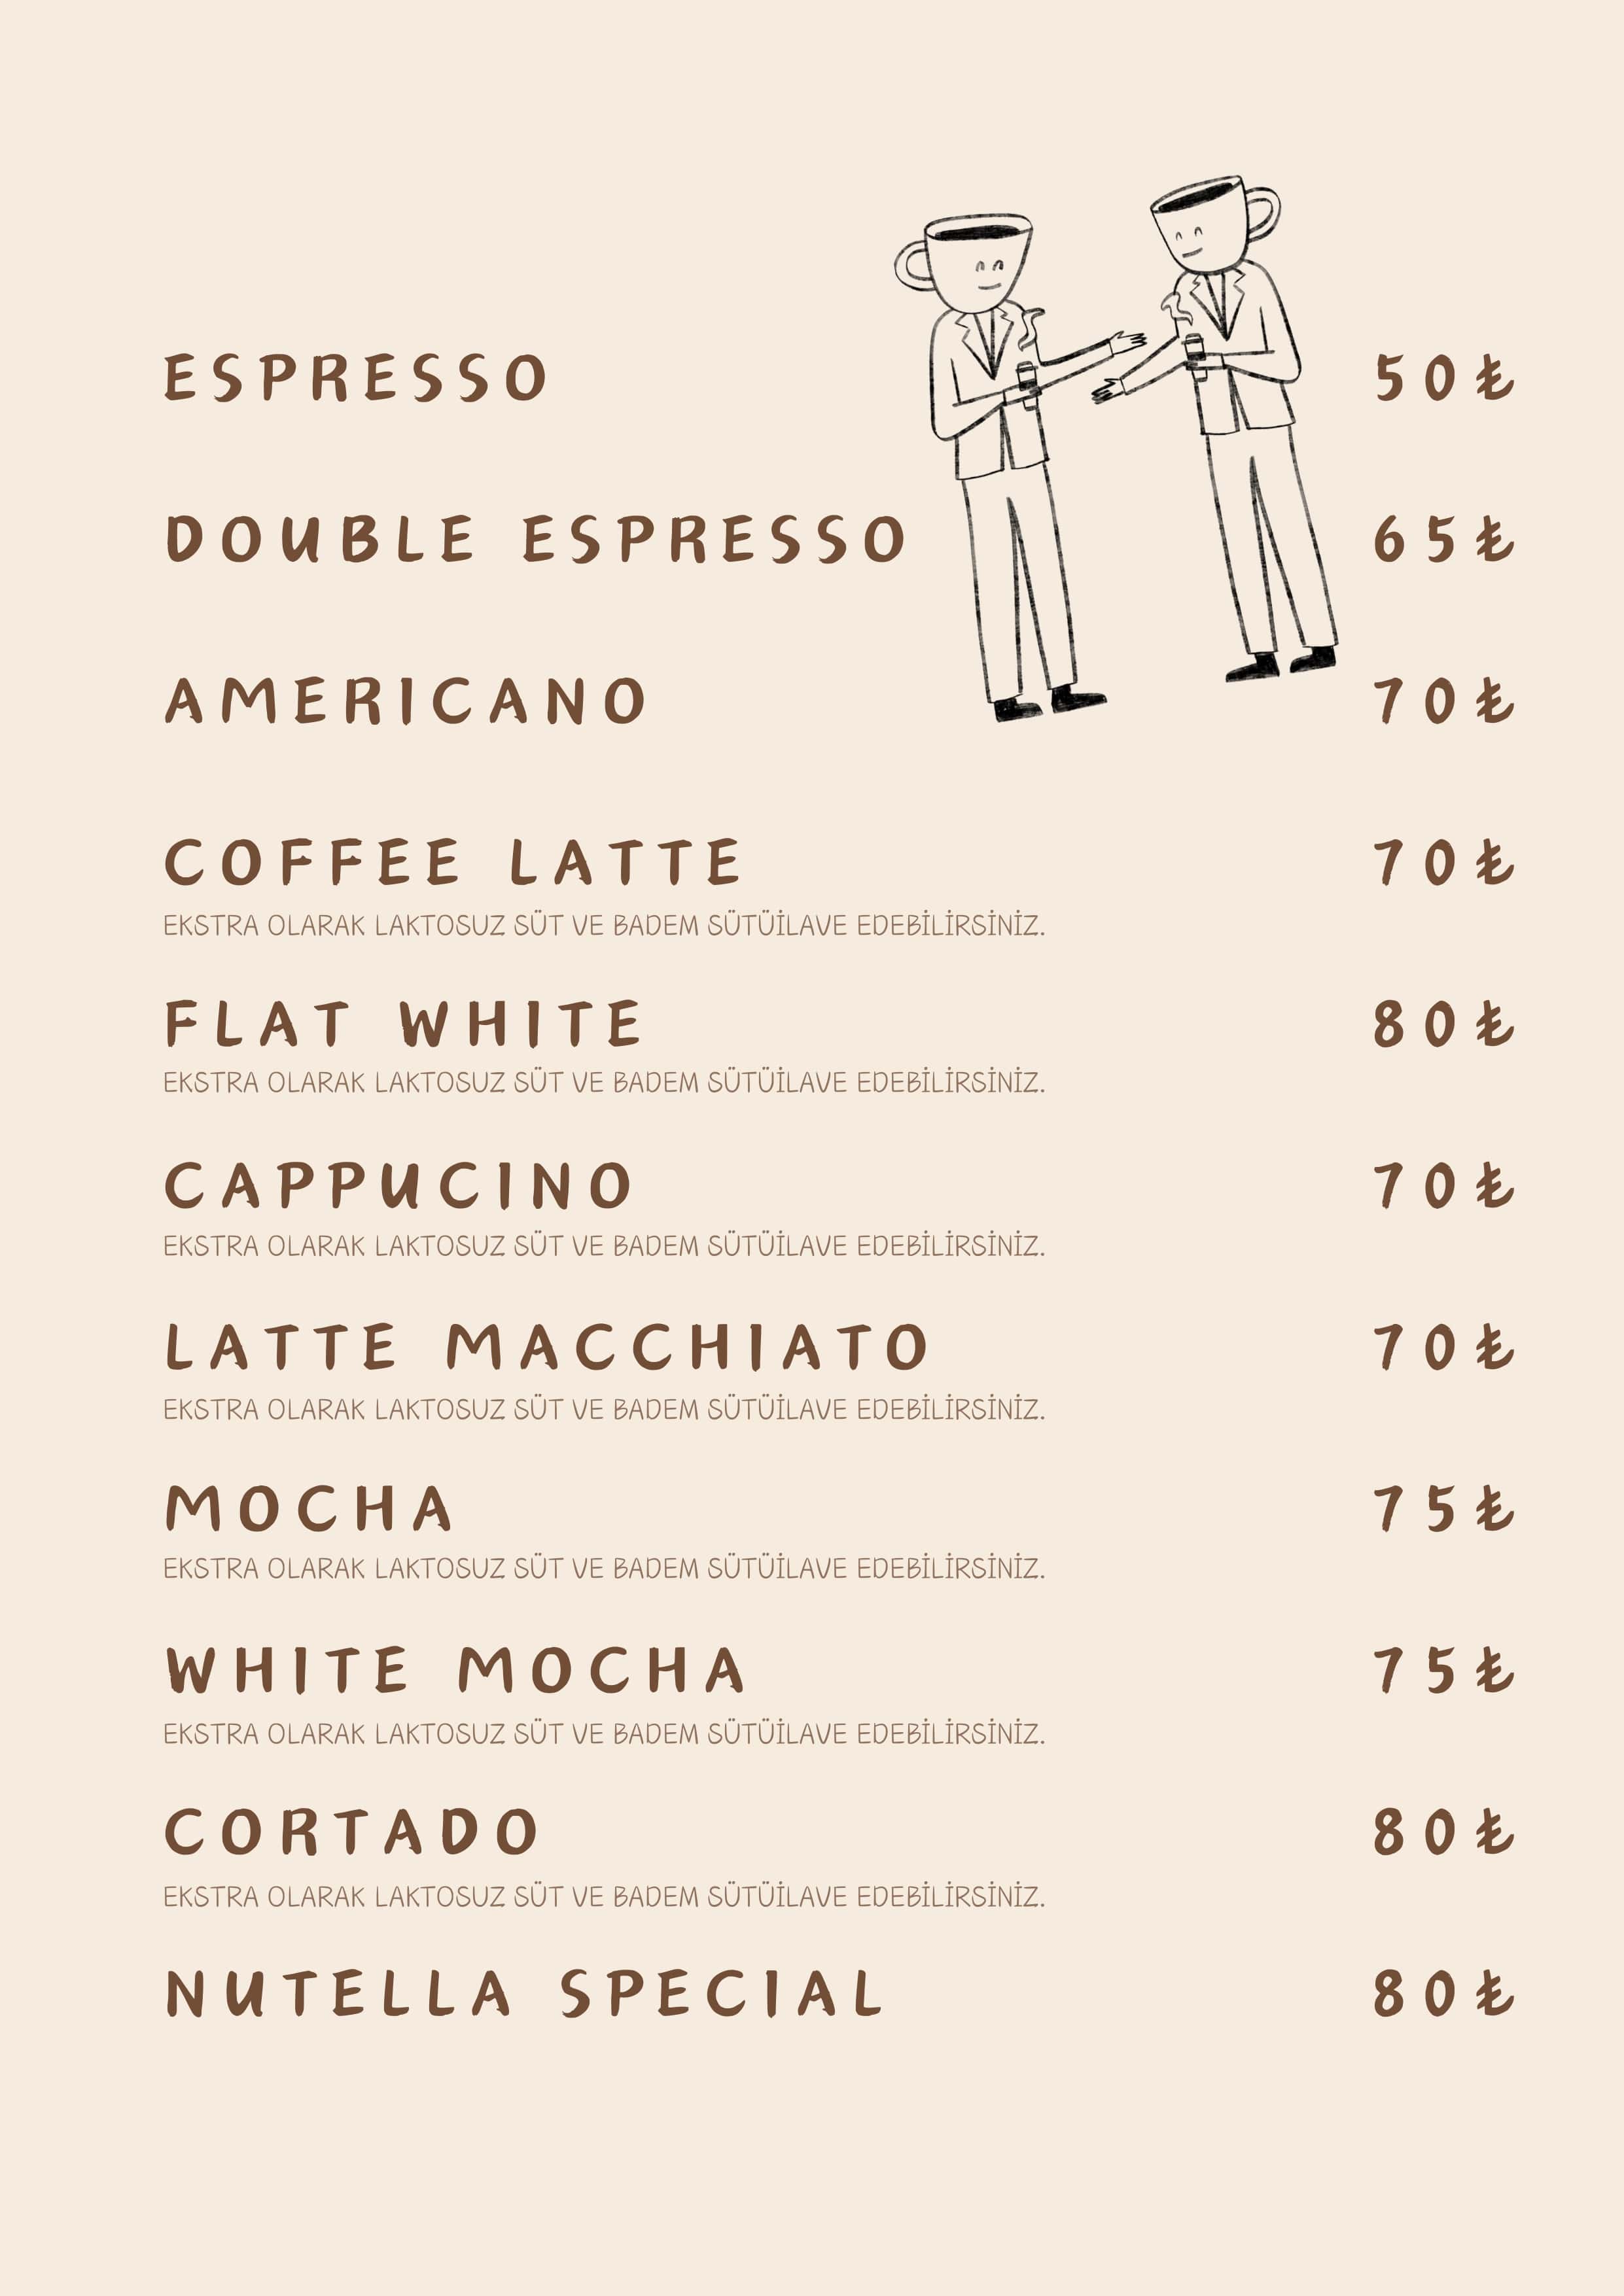 ESPRESSO 50₺
DOUBLE ESPRESSO 65₺
AMERICANO 70₺
COFFEE LATTE 70₺
EKSTRA OLARAK LAKTOSUZ SÜT VE BADEM SÜTÜİLAVE EDEBİLİRSİNİZ.
FLAT WHITE 80₺
EKSTRA OLARAK LAKTOSUZ SÜT VE BADEM SÜTÜİLAVE EDEBİLİRSİNİZ.
CAPPUCINO 70₺
EKSTRA OLARAK LAKTOSUZ SÜT VE BADEM SÜTÜİLAVE EDEBİLİRSİNİZ.
LATTE MACCHIATO 70₺
EKSTRA OLARAK LAKTOSUZ SÜT VE BADEM SÜTÜİLAVE EDEBİLİRSİNİZ.
MOCHA 75₺
EKSTRA OLARAK LAKTOSUZ SÜT VE BADEM SÜTÜİLAVE EDEBİLİRSİNİZ.
WHITE MOCHA 75₺
EKSTRA OLARAK LAKTOSUZ SÜT VE BADEM SÜTÜİLAVE EDEBİLİRSİNİZ.
CORTADO 80₺
EKSTRA OLARAK LAKTOSUZ SÜT VE BADEM SÜTÜİLAVE EDEBİLİRSİNİZ.
NUTELLA SPECIAL 80₺